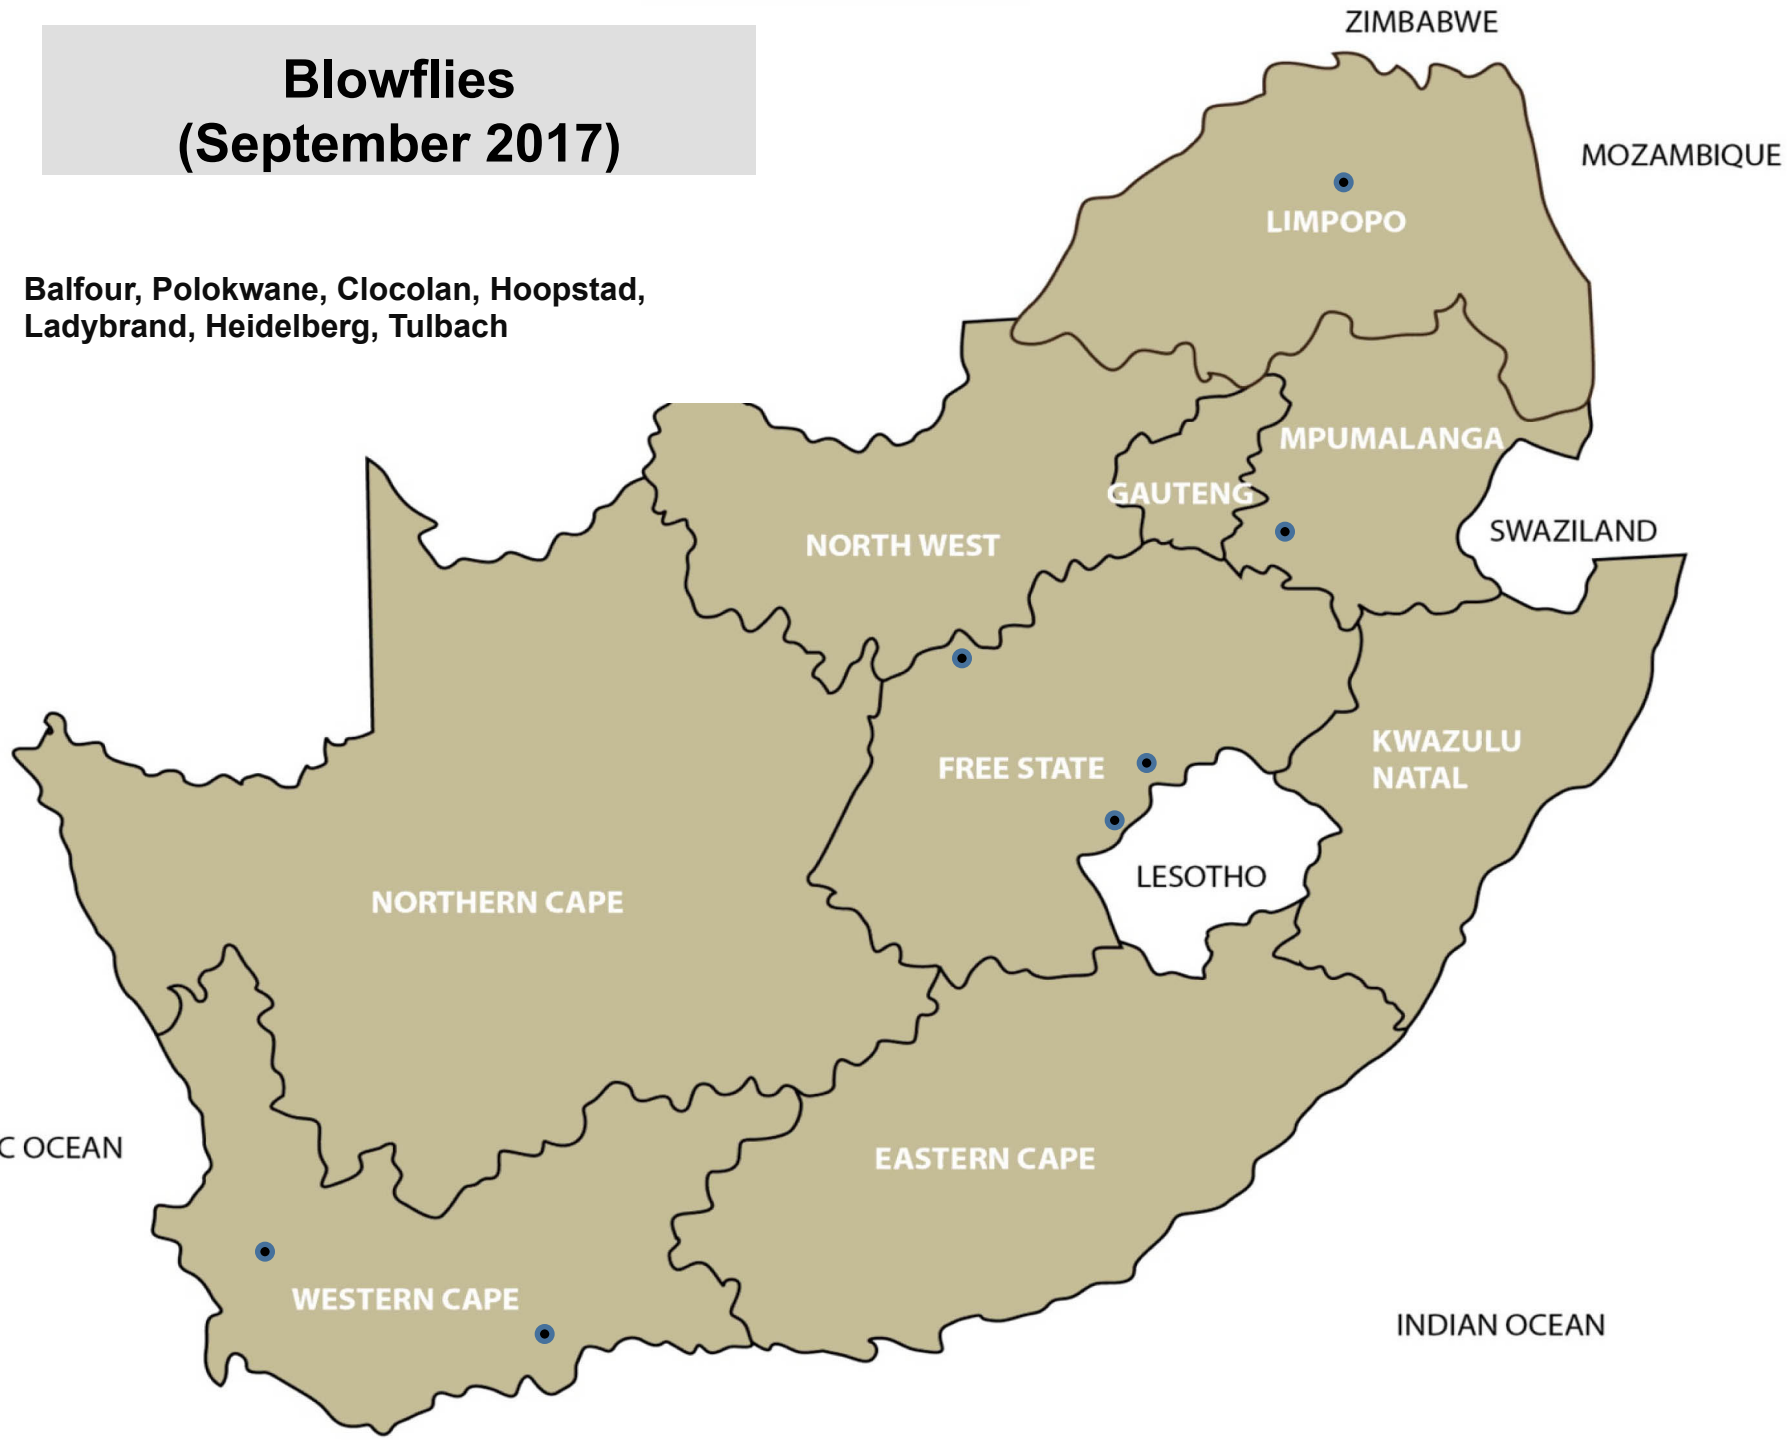 Blowflies
(September 2017)
Balfour, Polokwane, Clocolan, Hoopstad,
Ladybrand, Heidelberg, Tulbach
ZIMBABWE
MOZAMBIQUE
LIMPOPO
MPUMALANGA
GAUTENG
SWAZILAND
NORTH WEST
KWAZULU
NATAL
FREE STATE
LESOTHO
NORTHERN CAPE
C OCEAN
EASTERN CAPE
WESTERN CAPE
INDIAN OCEAN